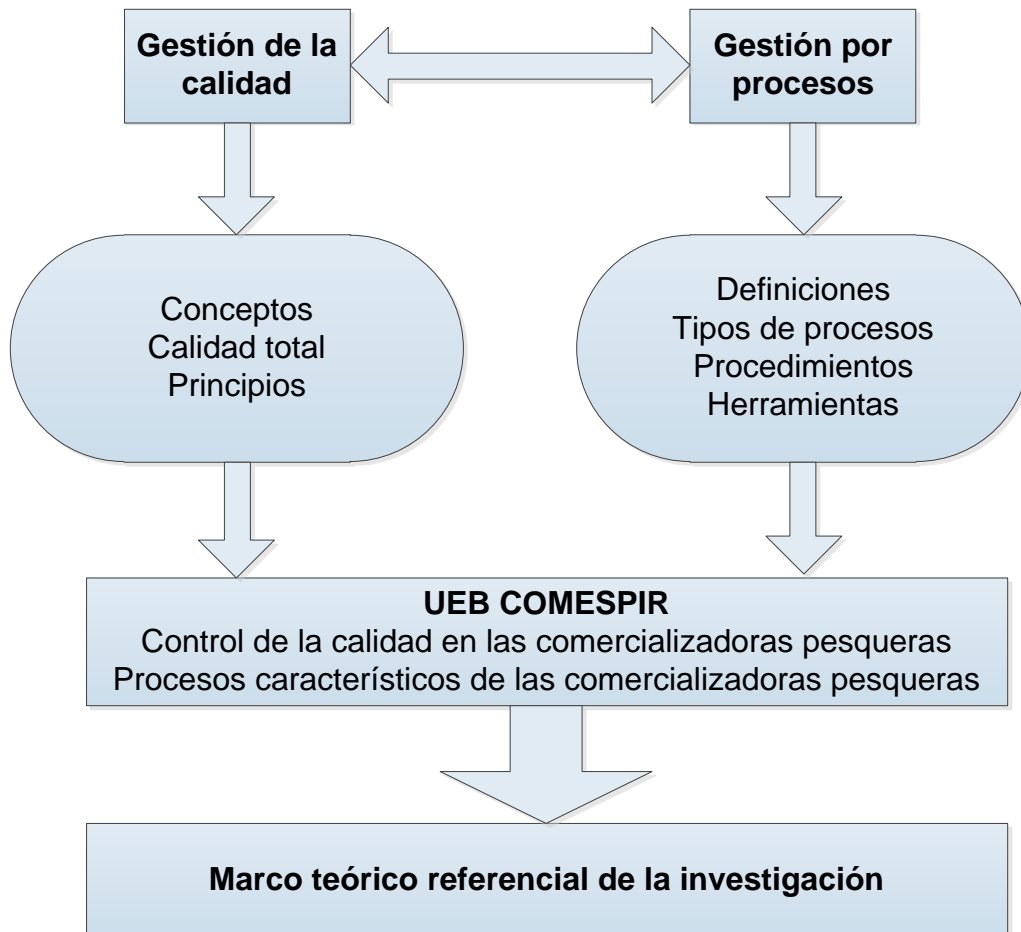 Gestión de la
calidad
Gestión por
procesos
Conceptos
Calidad total
Principios
Definiciones
Tipos de procesos
Procedimientos
Herramientas
UEB COMESPIR
Control de la calidad en las comercializadoras pesqueras
Procesos característicos de las comercializadoras pesqueras
Marco teórico referencial de la investigación